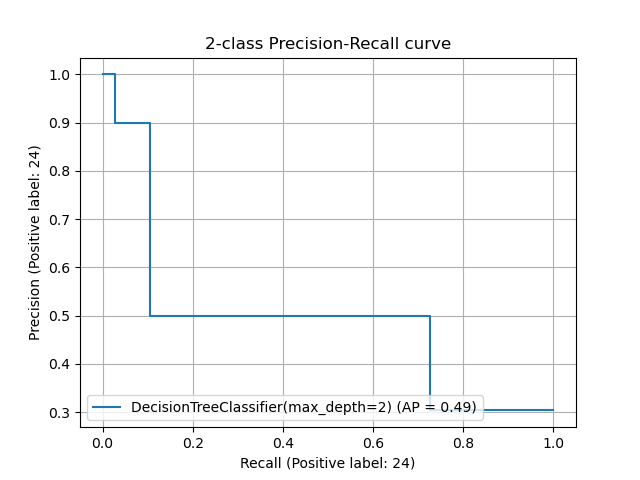 2-class Precision-Recall curve
Precision (Positive label: 24)
1.0
0.9
0.8
0.7
0.6
0.5
0.4
0.3
DecisionTreeClassifier(max_depth=2) (AP = 0.49)
0.0 0.2 0.4 0.6 0.8 1.0
Recall (Positive label: 24)